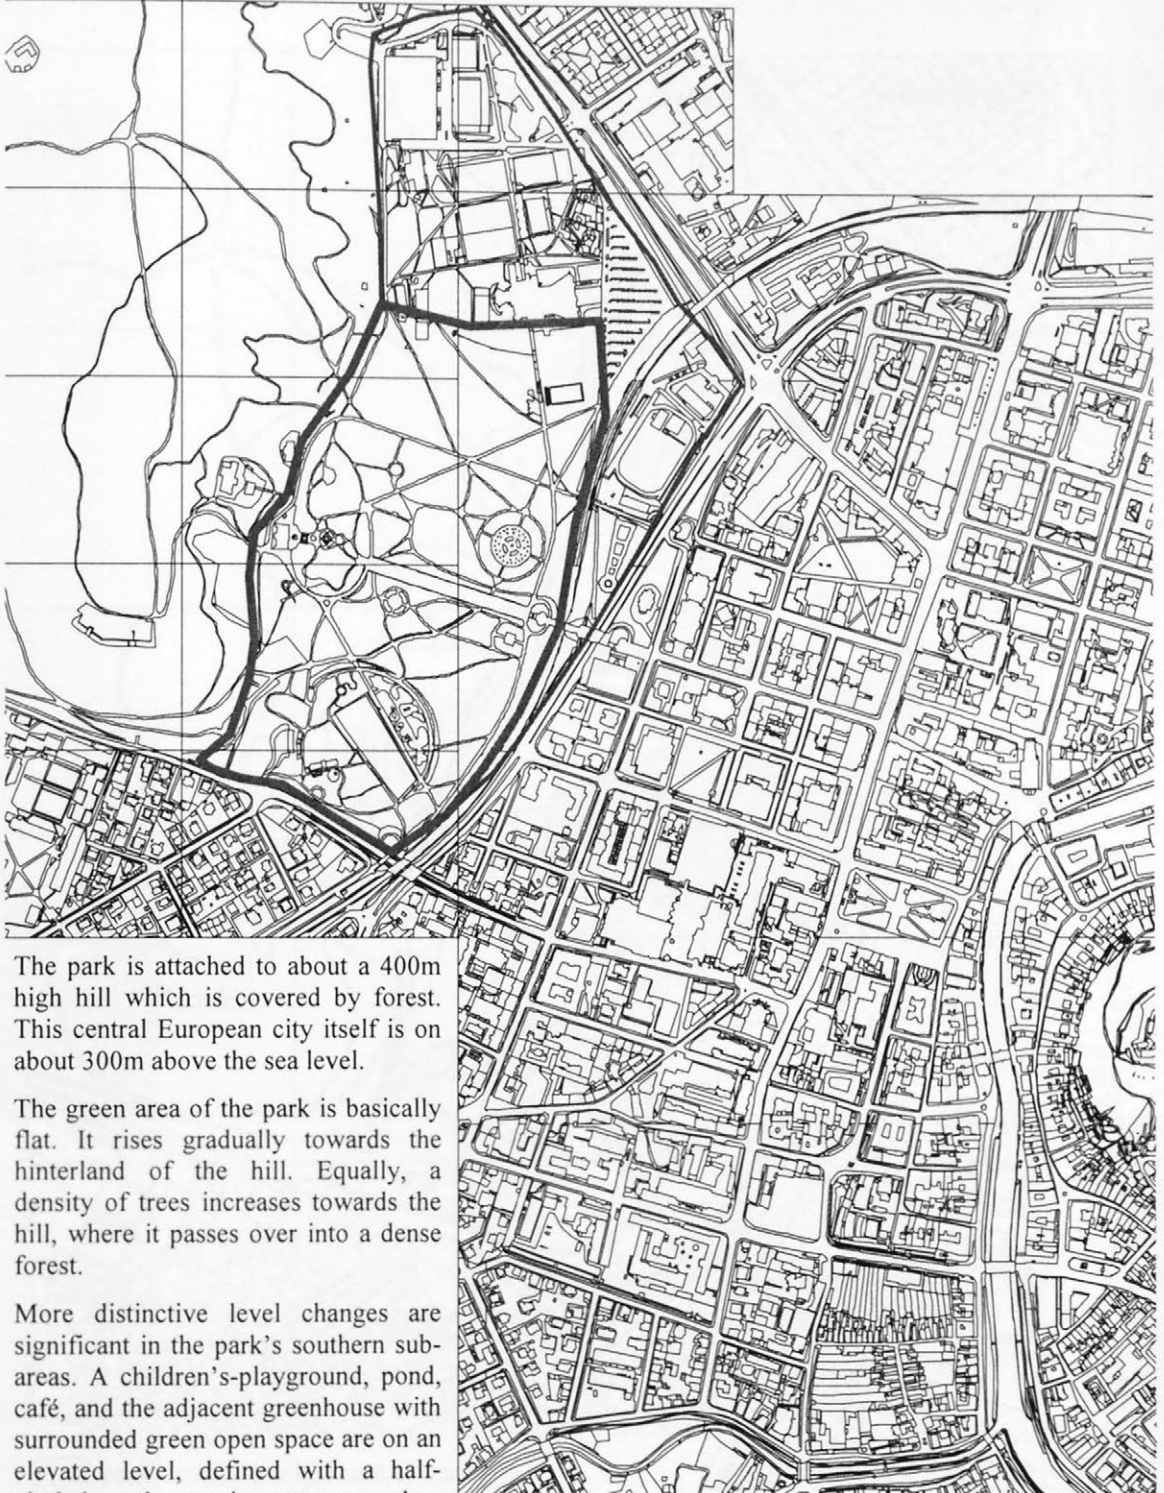 The park is attached to about a 400m
high hill which is covered by forest.
This central European city itself is on
about 300m above the sea level.
The green area of the park is basically
flat. It rises gradually towards the
hinterland of the hill. Equally, a
density of trees increases towards the
hill, where it passes over into a dense
forest.
More distinctive level changes are
significant in the park's southern sub-
areas. A children's-playground, pond,
café, and the adjacent greenhouse with
surrounded green open space are on an
elevated level, defined with a half-